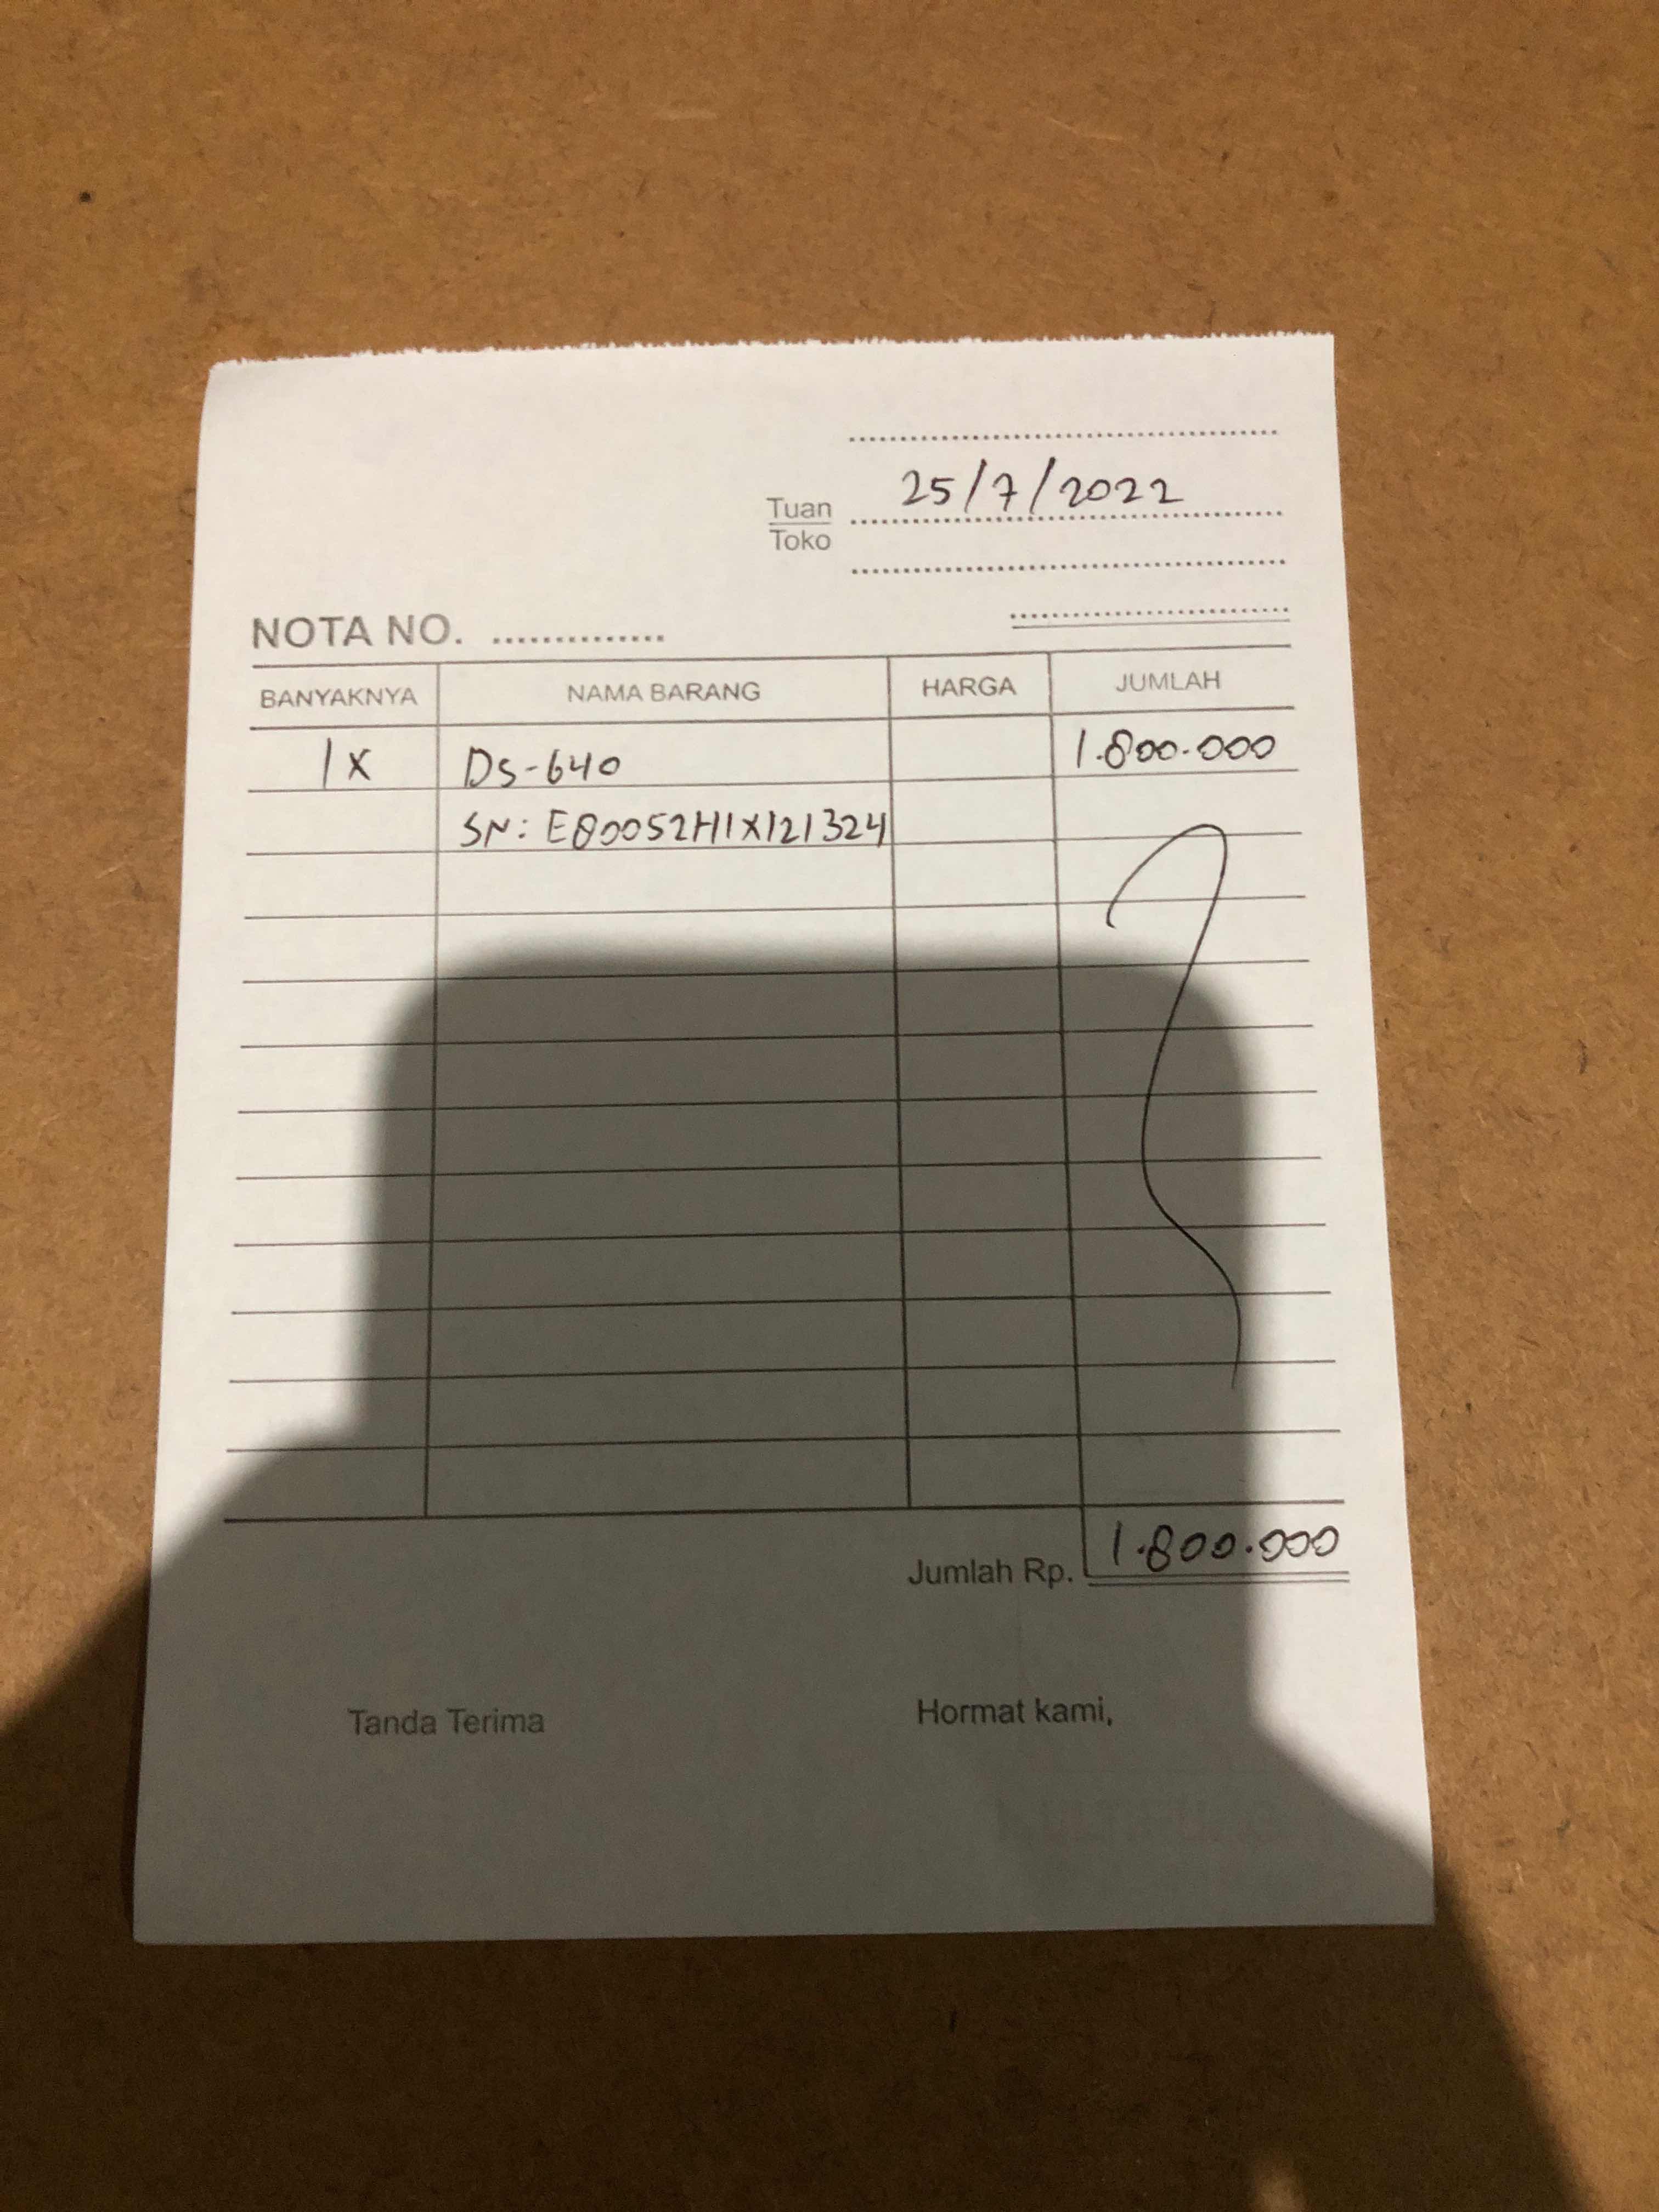 25/7/2022
Tuan
Toko
NOTA NO. ..............
BANYAKNYA NAMA BARANG HARGA JUMLAH
1x Ds-640 1.800.000
SN: E80052H1X121324
Jumlah Rp. 1.800.000
Tanda Terima Hormat kami,